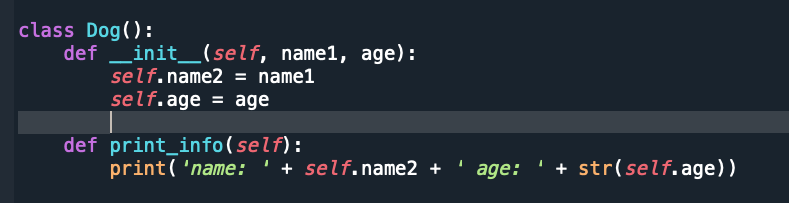 class Dog():
    def __init__(self, name1, age):
        self.name2 = name1
        self.age = age
    def print_info(self):
        print('name: ' + self.name2 + ' age: ' + str(self.age))